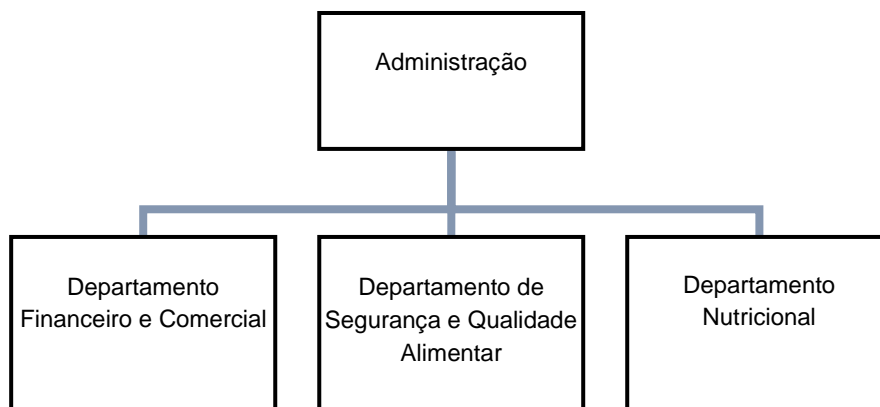 Administração
Departamento
Financeiro e Comercial
Departamento de
Segurança e Qualidade
Alimentar
Departamento
Nutricional